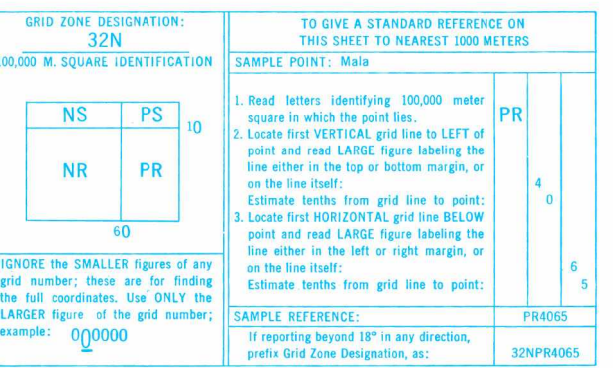 GRID ZONE DESIGNATION:
32N
100,000 M. SQUARE IDENTIFICATION
NS PS
10
NR PR
60
IGNORE the SMALLER figures of any
grid number; these are for finding
the full coordinates. Use ONLY the
LARGER figure of the grid number;
example: 000000
TO GIVE A STANDARD REFERENCE ON
THIS SHEET TO NEAREST 1000 METERS
SAMPLE POINT: Mala
1. Read letters identifying 100,000 meter
square in which the point lies. PR
2. Locate first VERTICAL grid line to LEFT of
point and read LARGE figure labeling the
line either in the top or bottom margin, or
on the line itself: 4
Estimate tenths from grid line to point: 0
3. Locate first HORIZONTAL grid line BELOW
point and read LARGE figure labeling the
line either in the left or right margin, or
on the line itself: 6
Estimate tenths from grid line to point: 5
SAMPLE REFERENCE: PR4065
If reporting beyond 18° in any direction,
prefix Grid Zone Designation, as: 32NPR4065